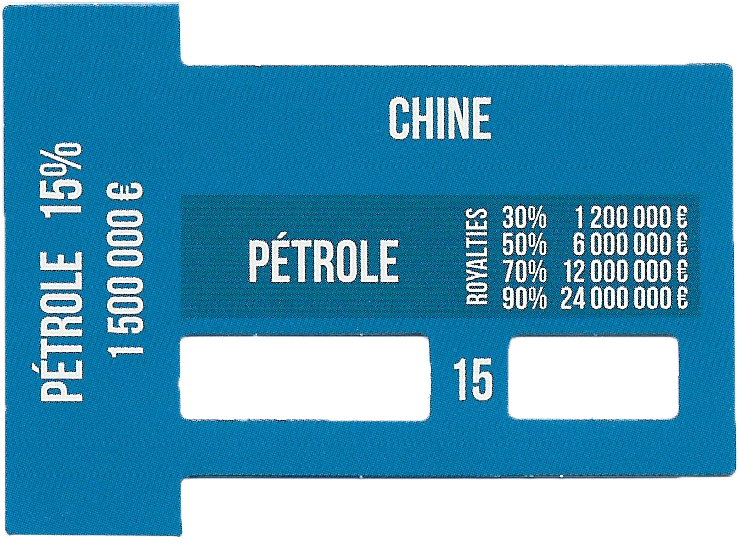 PÉTROLE 15%
1 500 000 €
CHINE
PÉTROLE
ROYALTIES
30% 1 200 000 €
50% 6 000 000 €
70% 12 000 000 €
90% 24 000 000 €
15